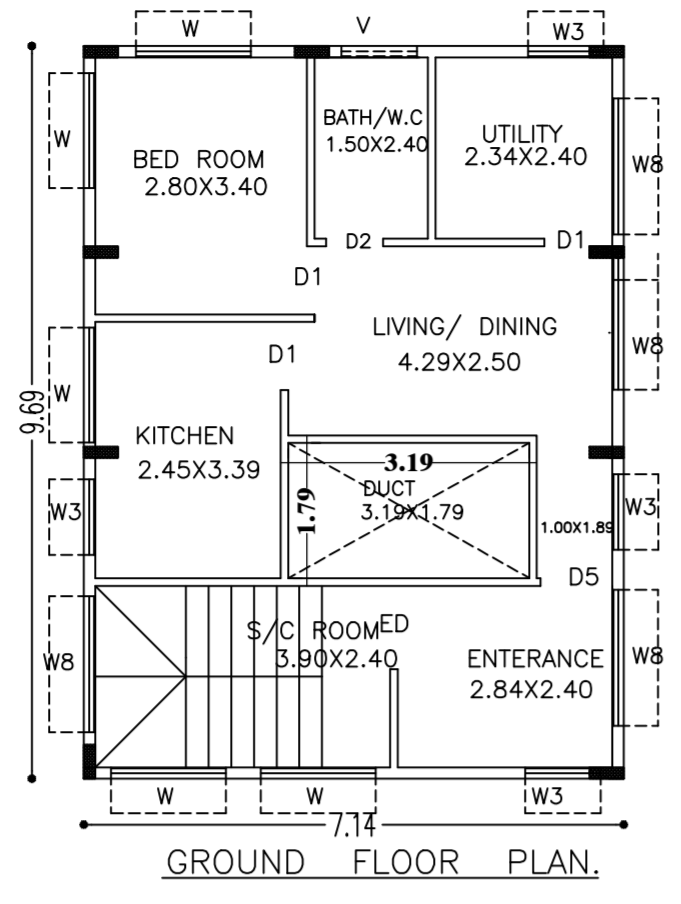 W
V
W3
W
BED ROOM
2.80X3.40
BATH/W.C
1.50X2.40
UTILITY
2.34X2.40
W8
D2
D1
D1
LIVING/ DINING
4.29X2.50
W8
D1
W
9.69
KITCHEN
2.45X3.39
3.19
DUCT
3.19X1.79
1.79
W3
W3
1.00X1.89
D5
S/C ROOM
3.90X2.40
ED
ENTERANCE
2.84X2.40
W8
W8
W
W
W3
7.14
GROUND FLOOR PLAN.